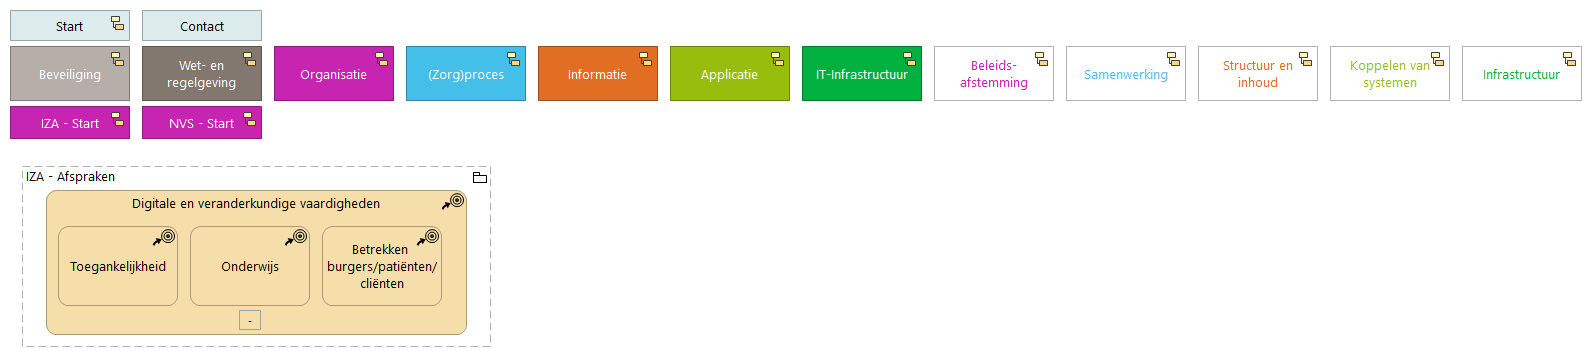 Start
Contact
Beveiliging
Wet- en
regelgeving
Organisatie
(Zorg)proces
Informatie
Applicatie
IT-Infrastructuur
Beleids-
afstemming
Samenwerking
Structuur en
inhoud
Koppelen van
systemen
Infrastructuur
IZA - Start
NVS - Start
IZA - Afspraken
Digitale en veranderkundige vaardigheden
Toegankelijkheid
Onderwijs
Betrekken
burgers/patiënten/
cliënten
-